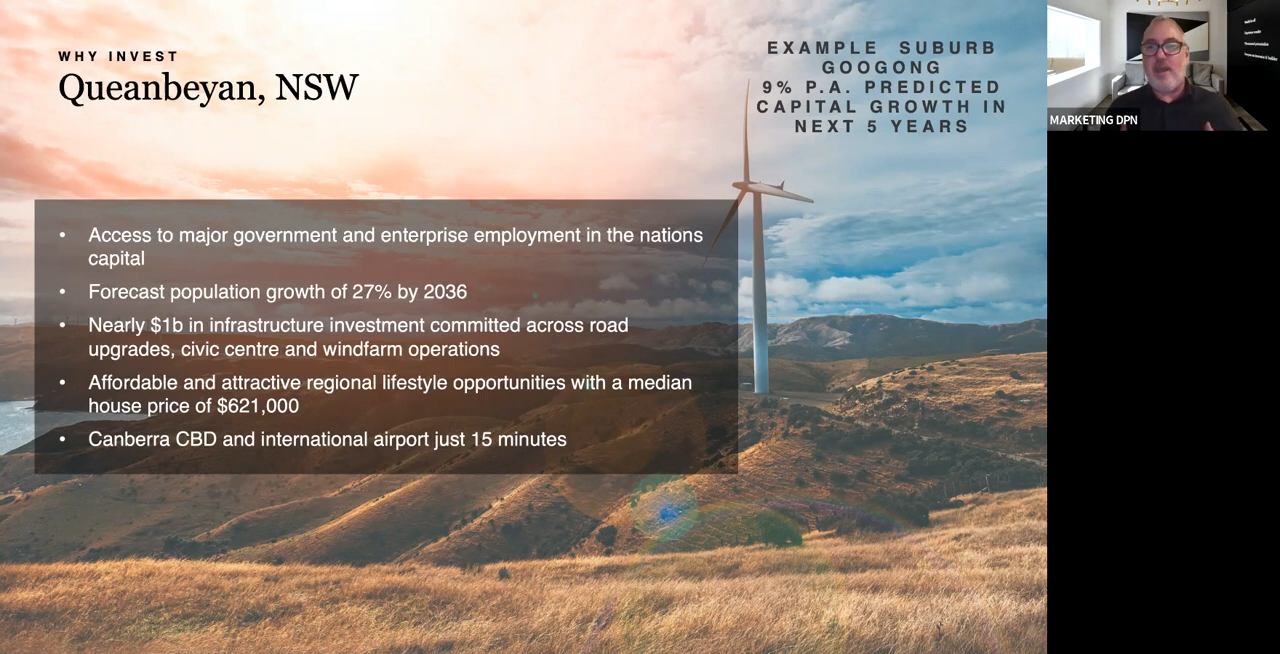 WHY INVEST
Queanbeyan, NSW
EXAMPLE SUBURB
GOOGONG
9% P.A. PREDICTED
CAPITAL GROWTH IN
NEXT 5 YEARS
• Access to major government and enterprise employment in the nations
capital
• Forecast population growth of 27% by 2036
• Nearly $1b in infrastructure investment committed across road
upgrades, civic centre and windfarm operations
• Affordable and attractive regional lifestyle opportunities with a median
house price of $621,000
• Canberra CBD and international airport just 15 minutes
MARKETING DPN